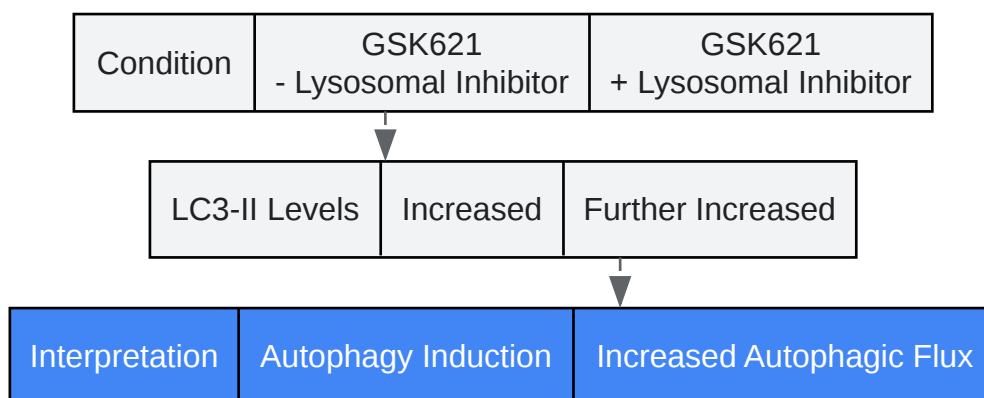 Condition
GSK621
- Lysosomal Inhibitor
GSK621
+ Lysosomal Inhibitor
LC3-II Levels
Increased
Further Increased
Interpretation
Autophagy Induction
Increased Autophagic Flux